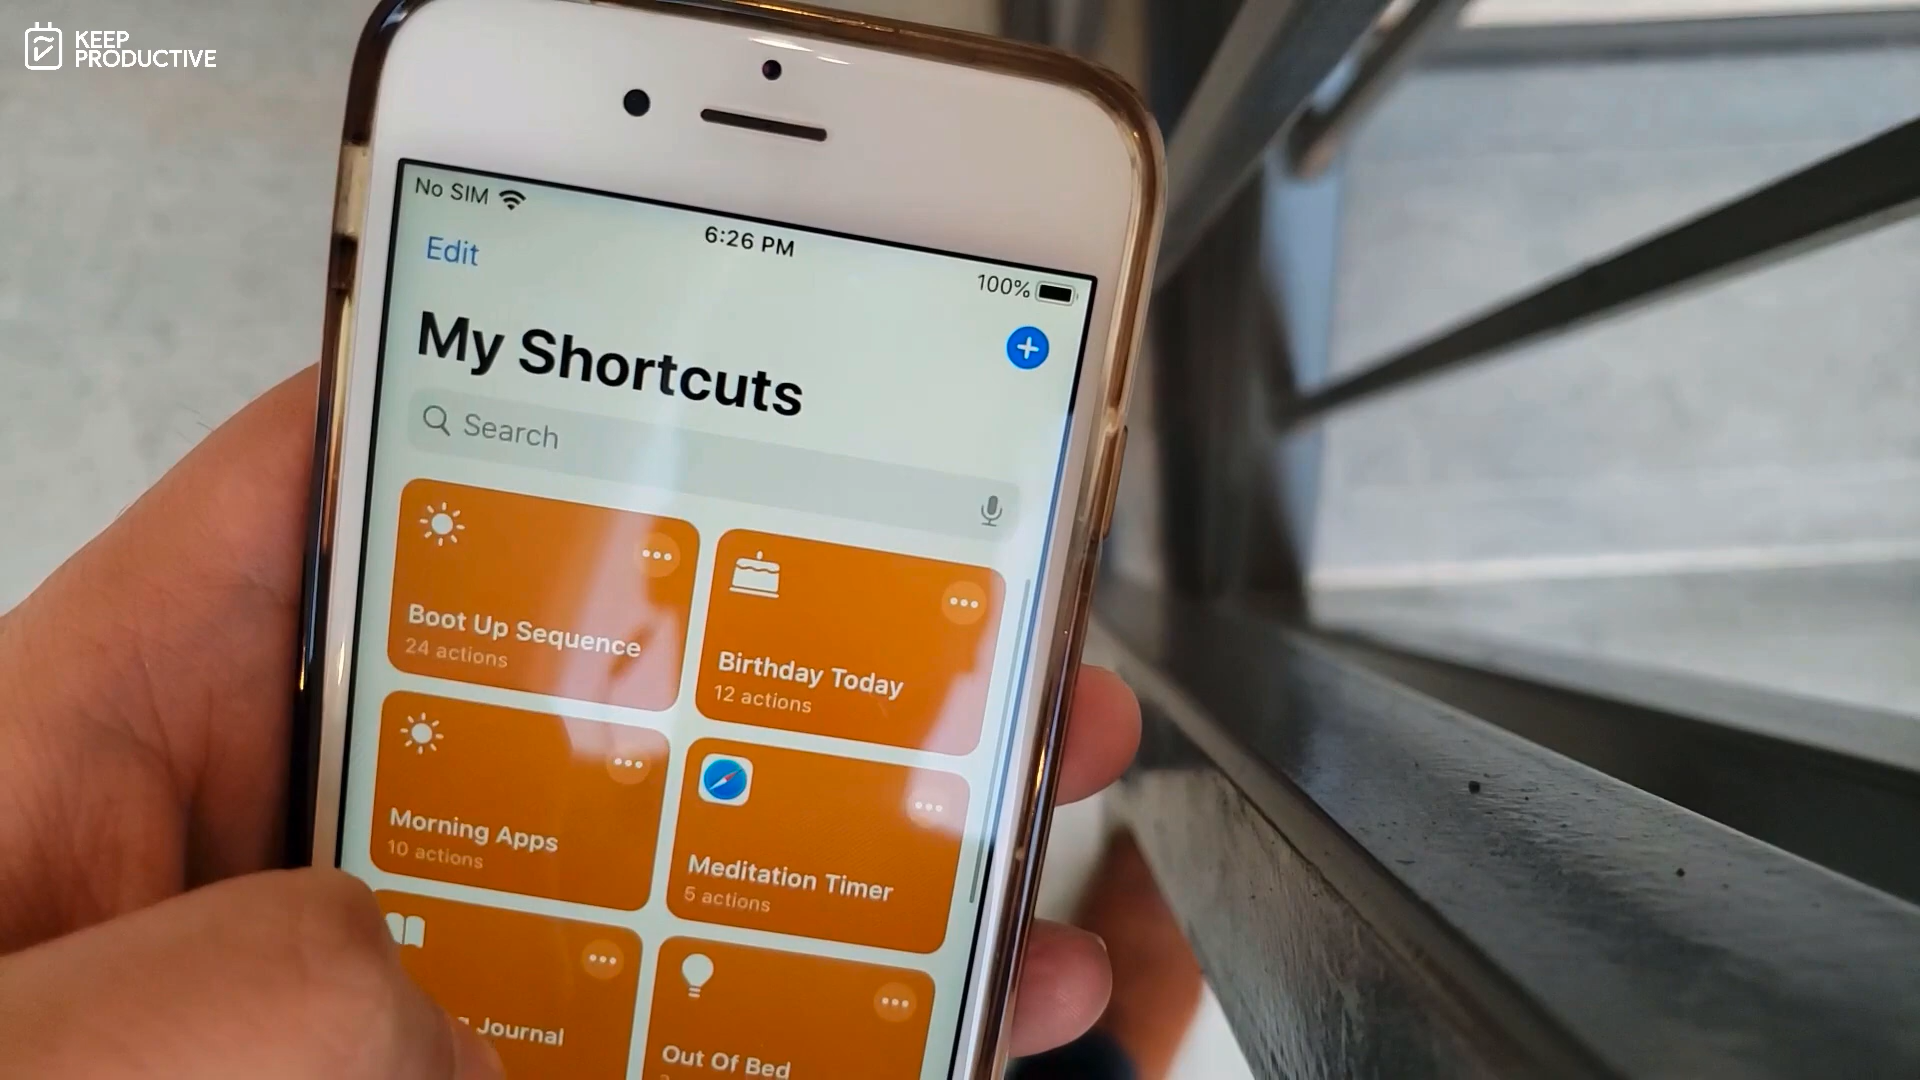 KEEP
PRODUCTIVE
No SIM
6:26 PM
100%
Edit
My Shortcuts
Search
Boot Up Sequence
24 actions
Birthday Today
12 actions
Morning Apps
10 actions
Meditation Timer
5 actions
Journal
Out Of Bed